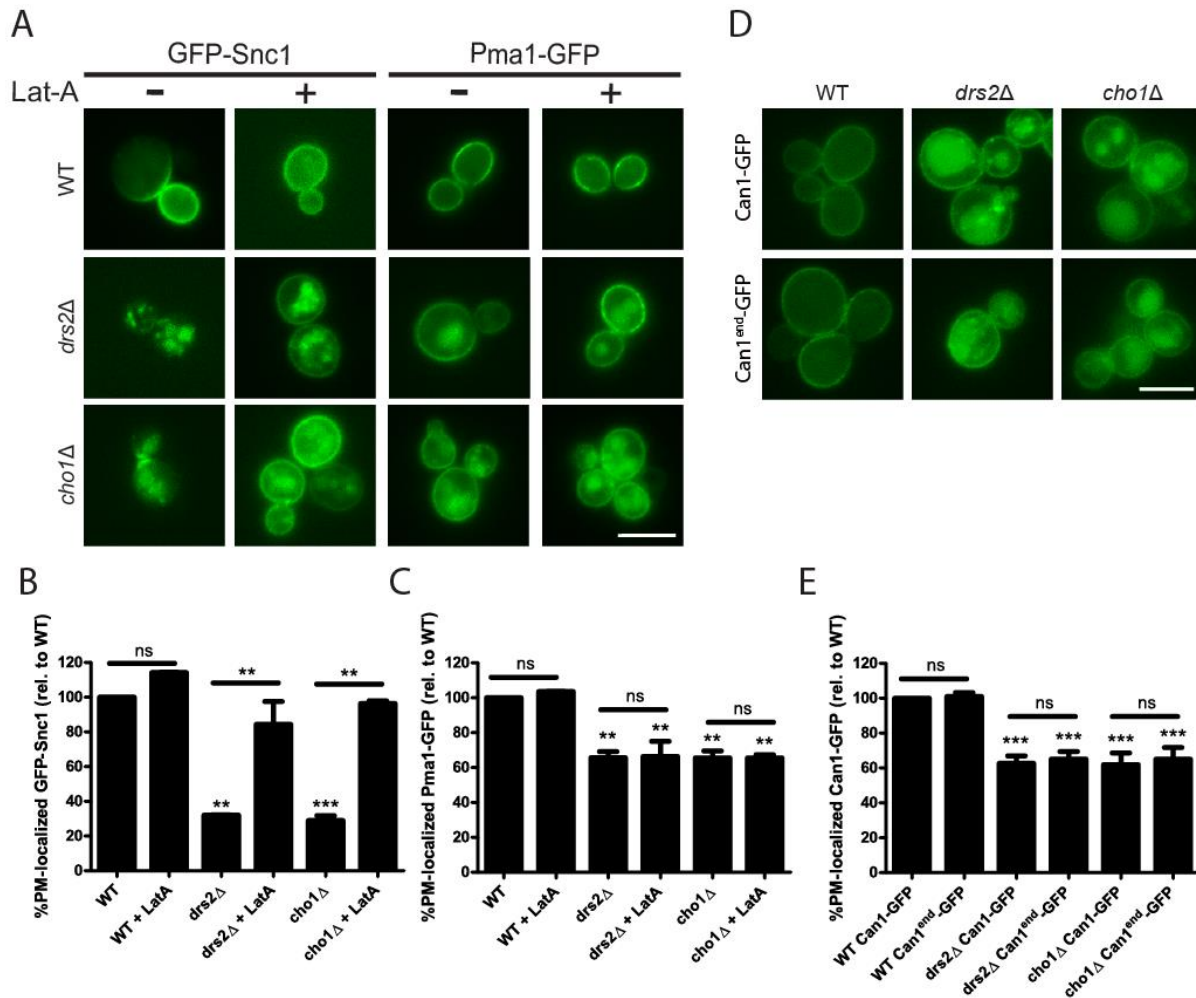 A
GFP-Snc1 Pma1-GFP
Lat-A - + - +
WT
drs2Δ
cho1Δ
D
WT drs2Δ cho1Δ
Can1-GFP
Can1end-GFP
B
%PM-localized GFP-Snc1 (rel. to WT)
120
100
80
60
40
20
0
ns
**
**
**
***
WT
WT + LatA
drs2Δ
drs2Δ + LatA
cho1Δ
cho1Δ + LatA
C
%PM-localized Pma1-GFP (rel. to WT)
120
100
80
60
40
20
0
ns
ns
ns
** ** ** **
WT
WT + LatA
drs2Δ
drs2Δ + LatA
cho1Δ
cho1Δ + LatA
E
%PM-localized Can1-GFP (rel. to WT)
120
100
80
60
40
20
0
ns
ns
ns
*** *** *** ***
WT Can1-GFP
WT Can1end-GFP
drs2Δ Can1-GFP
drs2Δ Can1end-GFP
cho1Δ Can1-GFP
cho1Δ Can1end-GFP